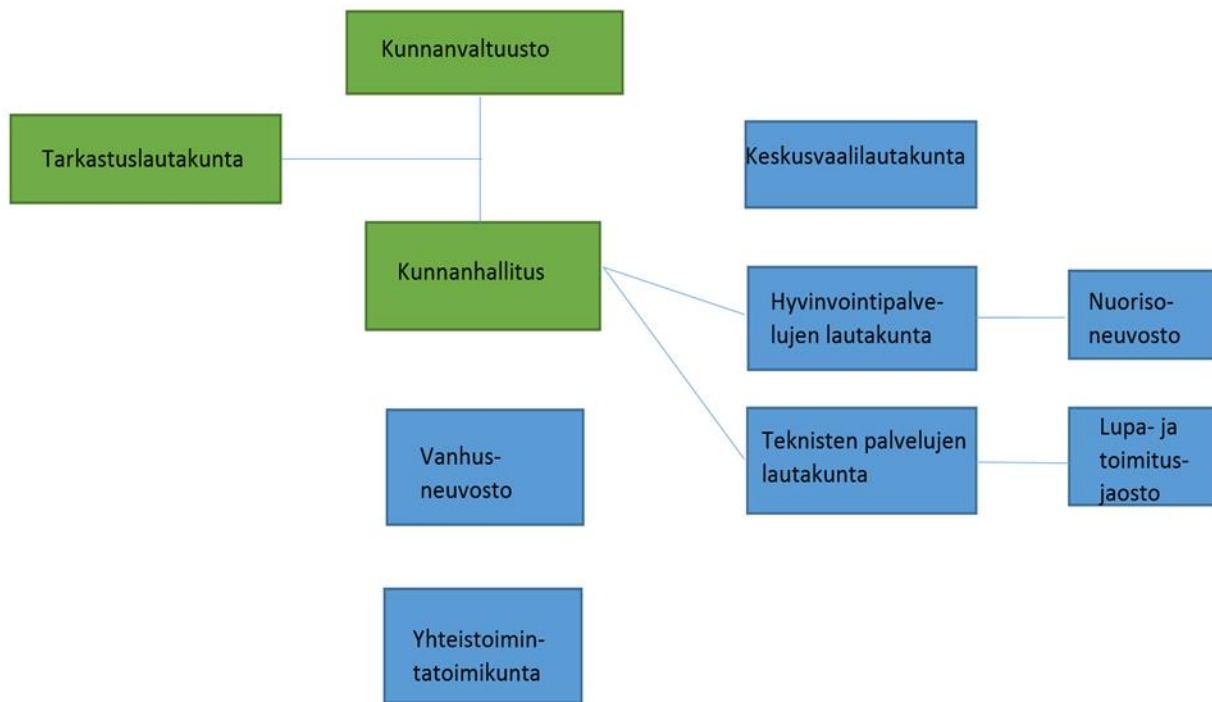 Kunnanvaltuusto
Tarkastuslautakunta
Keskusvaalilautakunta
Kunnanhallitus
Hyvinvointipalve-
lujen lautakunta
Nuoriso-
neuvosto
Vanhus-
neuvosto
Teknisten palvelujen
lautakunta
Lupa- ja
toimitus-
jaosto
Yhteistoimin-
tatoimikunta